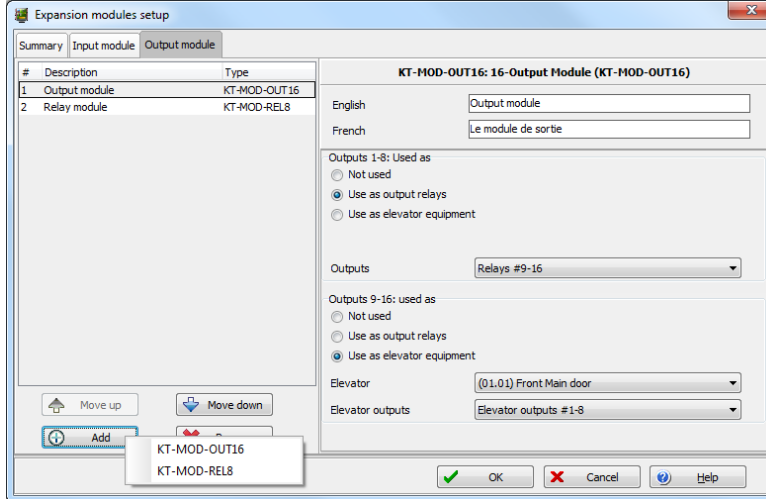 Expansion modules setup
Summary Input module Output module
# Description Type
1 Output module KT-MOD-OUT16
2 Relay module KT-MOD-REL8
KT-MOD-OUT16: 16-Output Module (KT-MOD-OUT16)
English Output module
French Le module de sortie
Outputs 1-8: Used as
Not used
Use as output relays
Use as elevator equipment
Outputs Relays #9-16
Outputs 9-16: used as
Not used
Use as output relays
Use as elevator equipment
Elevator (01.01) Front Main door
Elevator outputs Elevator outputs #1-8
Move up Move down
Add
KT-MOD-OUT16
KT-MOD-REL8
OK Cancel Help